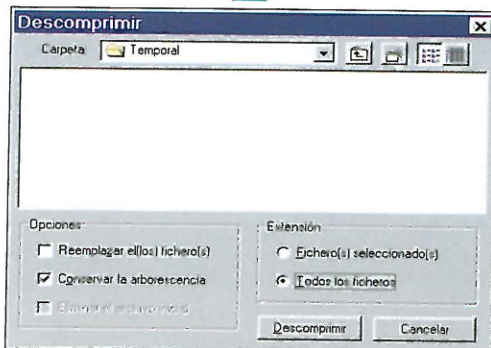 Descomprimir
Carpeta: Temporal
Opciones
Reemplazar el(los) fichero(s)
Conservar la arborescencia
Extensión
Fichero(s) seleccionado(s)
Todos los ficheros
Descomprimir
Cancelar